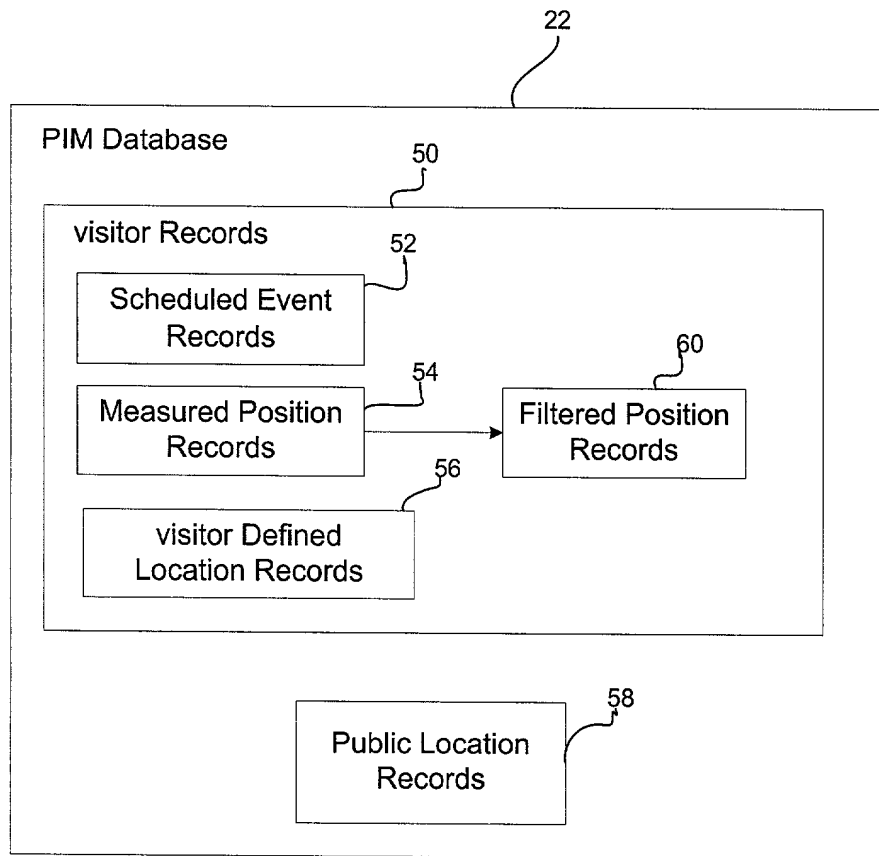 22
PIM Database
50
visitor Records
52
Scheduled Event
Records
54
Measured Position
Records
60
Filtered Position
Records
56
visitor Defined
Location Records
58
Public Location
Records